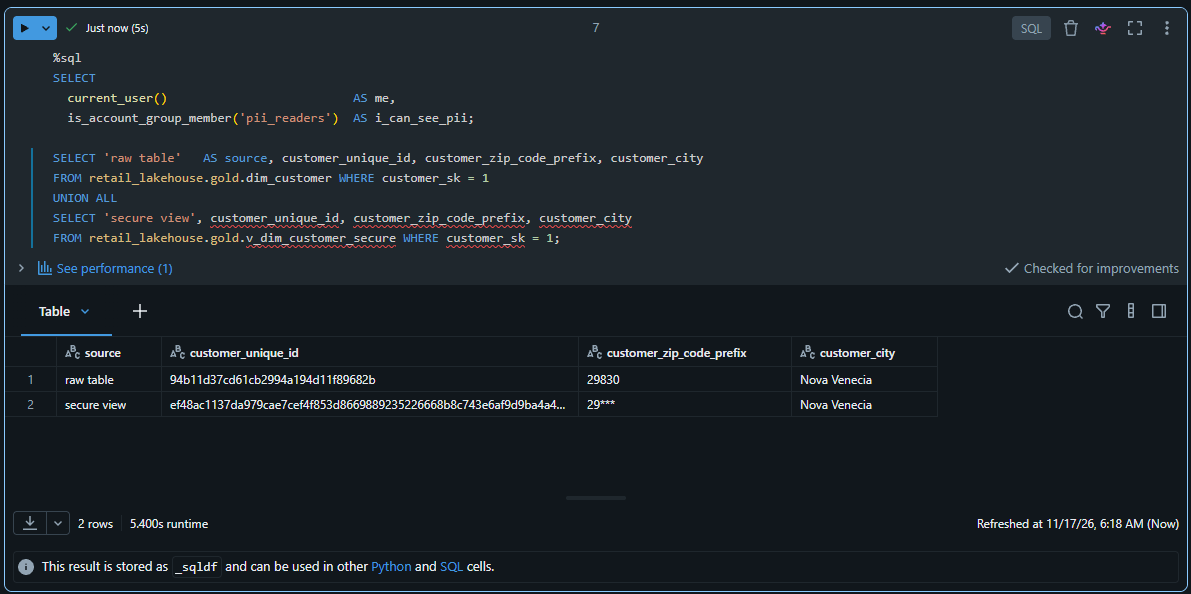 Just now (5s)
7
SQL
%sql
SELECT
current_user() AS me,
is_account_group_member('pii_readers') AS i_can_see_pii;
SELECT 'raw table' AS source, customer_unique_id, customer_zip_code_prefix, customer_city
FROM retail_lakehouse.gold.dim_customer WHERE customer_sk = 1
UNION ALL
SELECT 'secure view', customer_unique_id, customer_zip_code_prefix, customer_city
FROM retail_lakehouse.gold.v_dim_customer_secure WHERE customer_sk = 1;
See performance (1)
Checked for improvements
Table
source customer_unique_id customer_zip_code_prefix customer_city
1 raw table 94b11d37cd61cb2994a194d11f89682b 29830 Nova Venecia
2 secure view ef48ac1137da979cae7cef4f853d8669889235226668b8c743e6af9d9ba4a4... 29*** Nova Venecia
2 rows 5.400s runtime
Refreshed at 11/17/26, 6:18 AM (Now)
This result is stored as _sqldf and can be used in other Python and SQL cells.